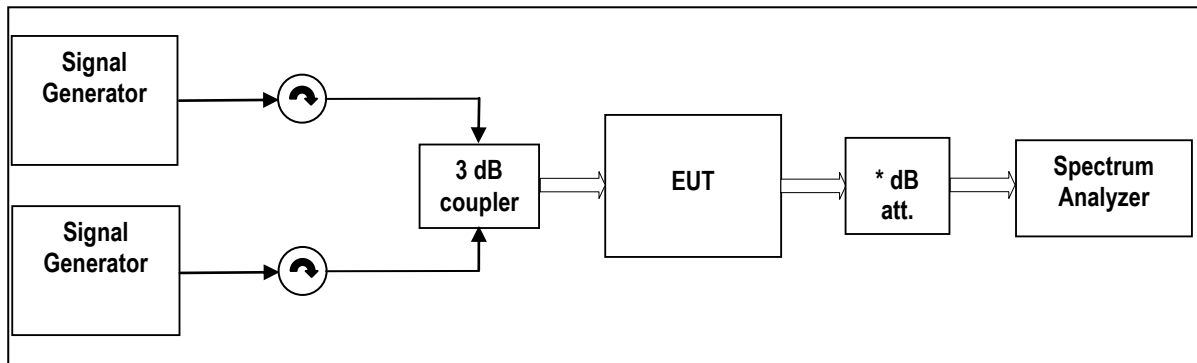 Signal
Generator
3 dB
coupler
EUT
* dB
att.
Spectrum
Analyzer
Signal
Generator